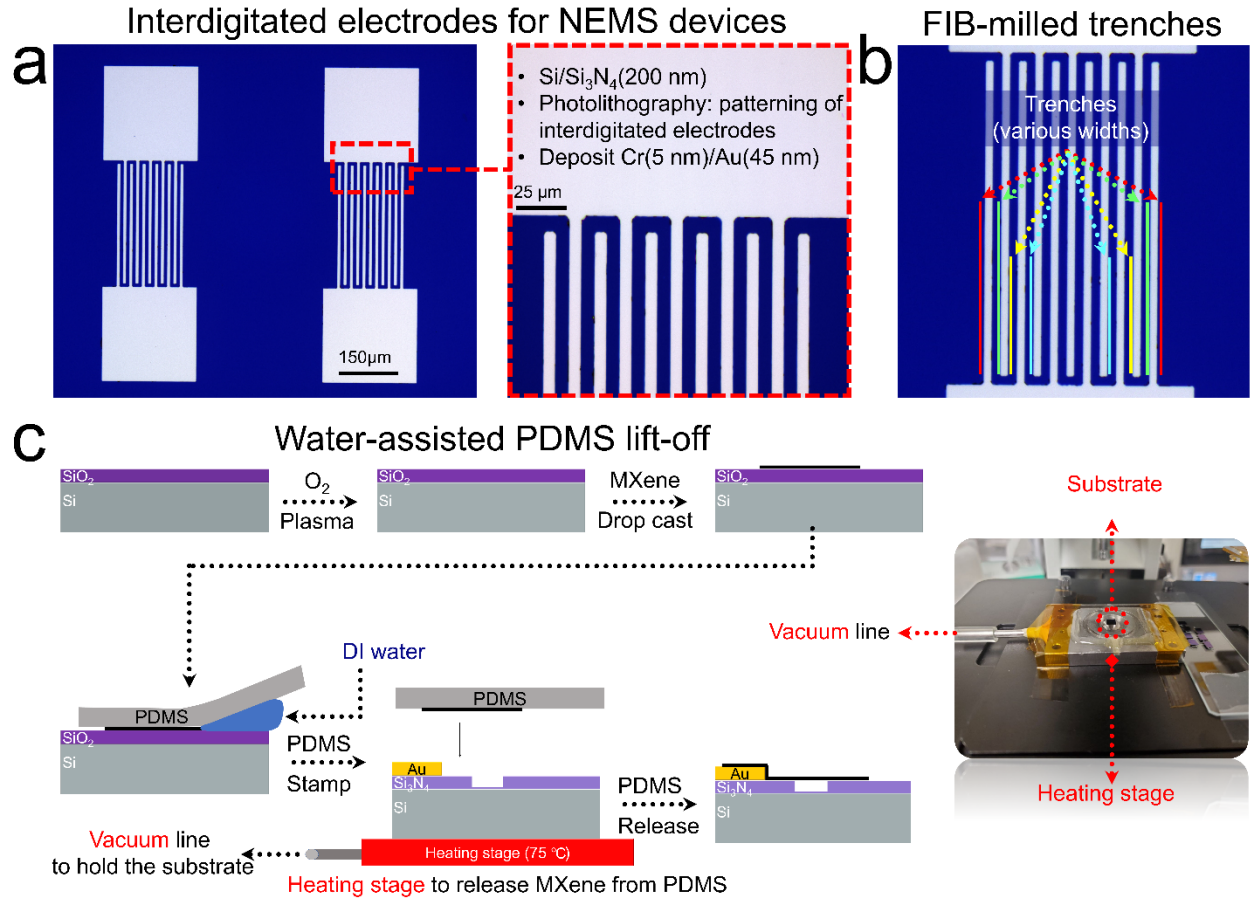 Interdigitated electrodes for NEMS devices
FIB-milled trenches
a
150µm
• Si/Si₃N₄(200 nm)
• Photolithography: patterning of
interdigitated electrodes
• Deposit Cr(5 nm)/Au(45 nm)
25 µm
b
Trenches
(various widths)
c
Water-assisted PDMS lift-off
SiO₂
Si
O₂
Plasma
SiO₂
Si
MXene
Drop cast
SiO₂
Si
Substrate
Vacuum line
Heating stage
DI water
PDMS
SiO₂
Si
PDMS
Stamp
PDMS
Au
Si₃N₄
Si
Heating stage (75 °C)
PDMS
Release
Au
Si₃N₄
Si
Vacuum line
to hold the substrate
Heating stage to release MXene from PDMS